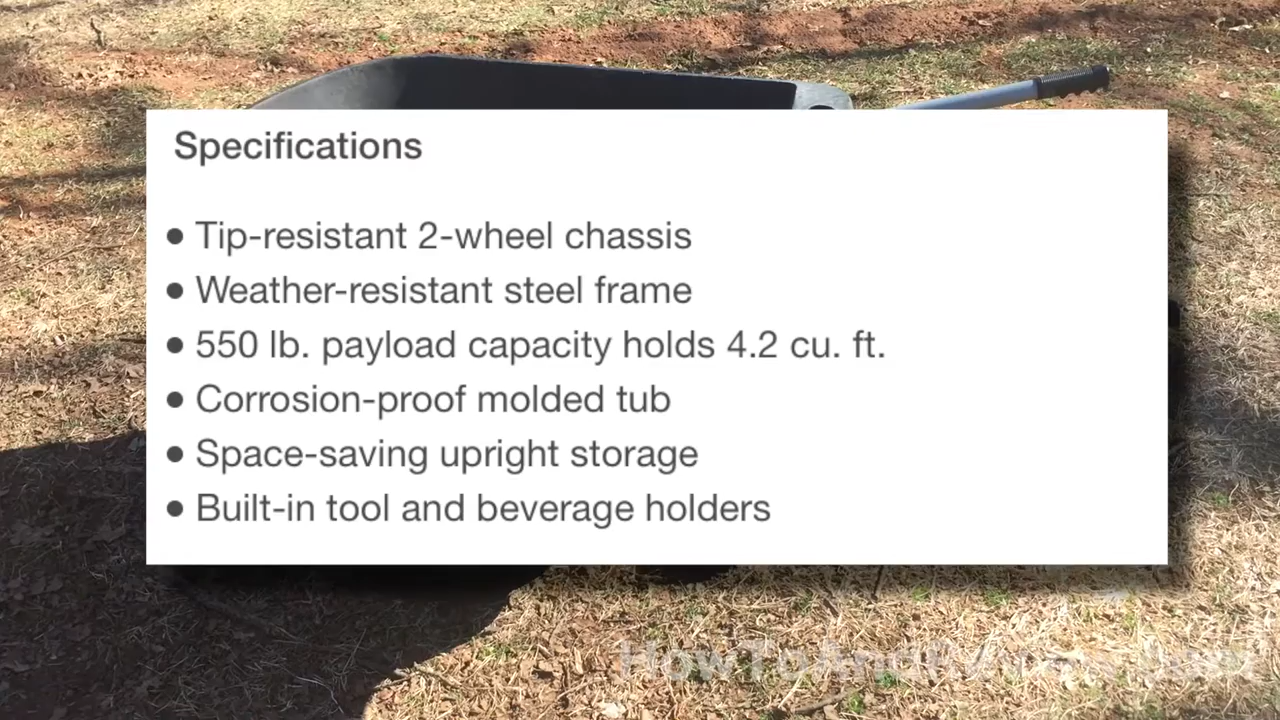 Specifications
• Tip-resistant 2-wheel chassis
• Weather-resistant steel frame
• 550 lb. payload capacity holds 4.2 cu. ft.
• Corrosion-proof molded tub
• Space-saving upright storage
• Built-in tool and beverage holders